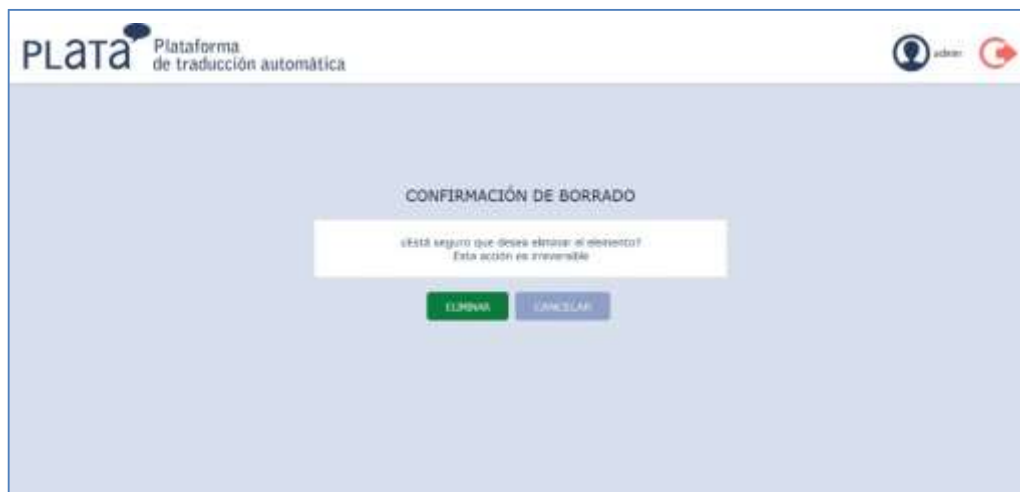 PLaTa
Plataforma
de traducción automática
admin
CONFIRMACIÓN DE BORRADO
¿Está seguro que desea eliminar el elemento?
Esta acción es irreversible
ELIMINAR
CANCELAR